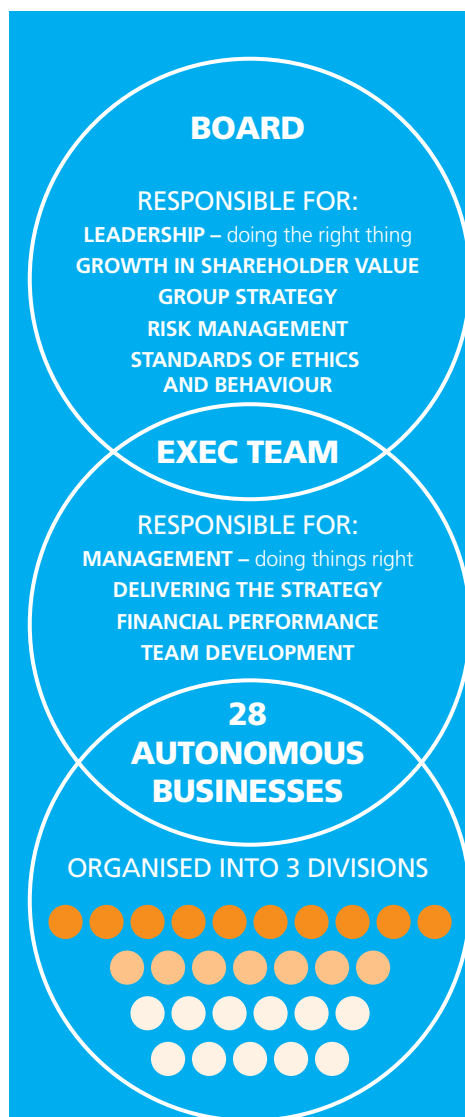 BOARD
RESPONSIBLE FOR:
LEADERSHIP – doing the right thing
GROWTH IN SHAREHOLDER VALUE
GROUP STRATEGY
RISK MANAGEMENT
STANDARDS OF ETHICS
AND BEHAVIOUR
EXEC TEAM
RESPONSIBLE FOR:
MANAGEMENT – doing things right
DELIVERING THE STRATEGY
FINANCIAL PERFORMANCE
TEAM DEVELOPMENT
28
AUTONOMOUS
BUSINESSES
ORGANISED INTO 3 DIVISIONS